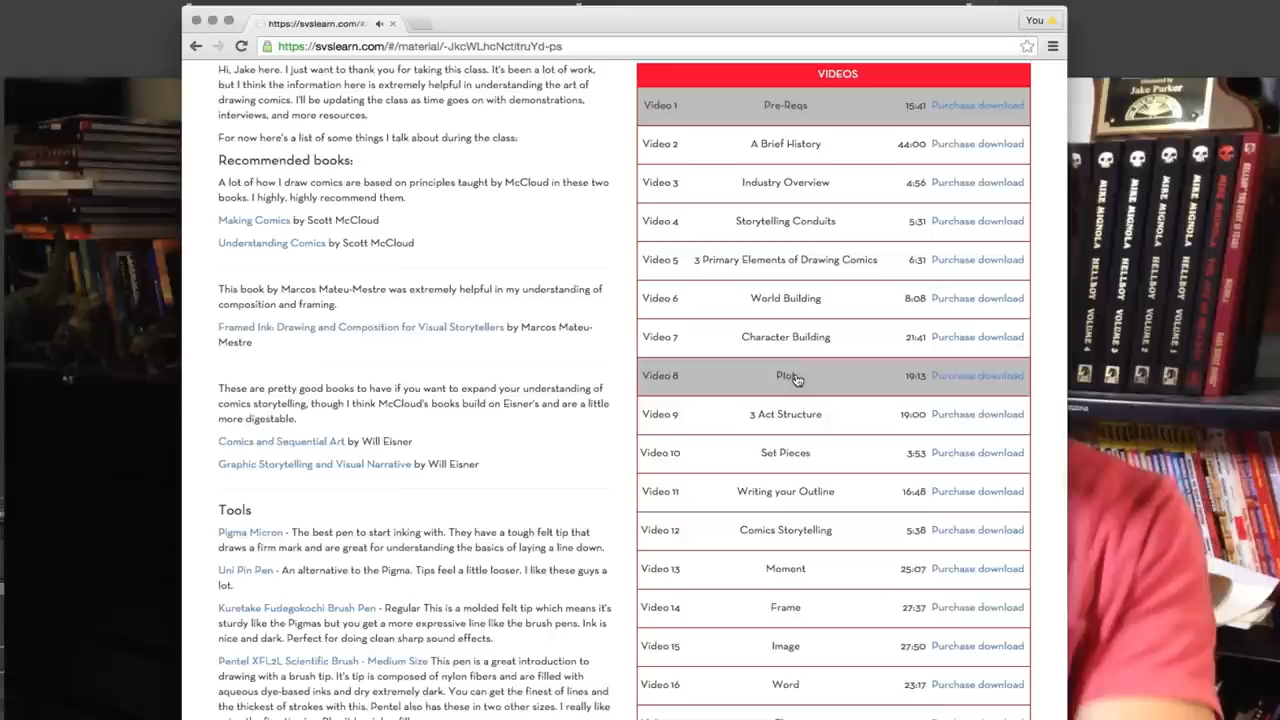 https://svslearn.com/#/
You
https://svslearn.com/#/material/-JkcWLhcNctitruYd-ps
Hi, Jake here. I just want to thank you for taking this class. It's been a lot of work,
but I think the information here is extremely helpful in understanding the art of
drawing comics. I'll be updating the class as time goes on with demonstrations,
interviews, and more resources.
For now here's a list of some things I talk about during the class:
Recommended books:
A lot of how I draw comics are based on principles taught by McCloud in these two
books. I highly, highly recommend them.
Making Comics by Scott McCloud
Understanding Comics by Scott McCloud
This book by Marcos Mateu-Mestre was extremely helpful in my understanding of
composition and framing.
Framed Ink: Drawing and Composition for Visual Storytellers by Marcos Mateu-
Mestre
These are pretty good books to have if you want to expand your understanding of
comics storytelling, though I think McCloud's books build on Eisner's and are a little
more digestable.
Comics and Sequential Art by Will Eisner
Graphic Storytelling and Visual Narrative by Will Eisner
Tools
Pigma Micron - The best pen to start inking with. They have a tough felt tip that
draws a firm mark and are great for understanding the basics of laying a line down.
Uni Pin Pen - An alternative to the Pigma. Tips feel a little looser. I like these guys a
lot.
Kuretake Fudegokochi Brush Pen - Regular This is a molded felt tip which means it's
sturdy like the Pigmas but you get a more expressive line like the brush pens. Ink is
nice and dark. Perfect for doing clean sharp sound effects.
Pentel XFL2L Scientific Brush - Medium Size This pen is a great introduction to
drawing with a brush tip. It's tip is composed of nylon fibers and are filled with
aqueous dye-based inks and dry extremely dark. You can get the finest of lines and
the thickest of strokes with this. Pentel also has these in two other sizes. I really like
VIDEOS
Video 1 Pre-Reqs 15:41 Purchase download
Video 2 A Brief History 44:00 Purchase download
Video 3 Industry Overview 4:56 Purchase download
Video 4 Storytelling Conduits 5:31 Purchase download
Video 5 3 Primary Elements of Drawing Comics 6:31 Purchase download
Video 6 World Building 8:08 Purchase download
Video 7 Character Building 21:41 Purchase download
Video 8 Plot 19:13 Purchase download
Video 9 3 Act Structure 19:00 Purchase download
Video 10 Set Pieces 3:53 Purchase download
Video 11 Writing your Outline 16:48 Purchase download
Video 12 Comics Storytelling 5:38 Purchase download
Video 13 Moment 25:07 Purchase download
Video 14 Frame 27:37 Purchase download
Video 15 Image 27:50 Purchase download
Video 16 Word 23:17 Purchase download
Jake Parker
MIKE MIGNOLA HELLBOY VOLUME 4
MIKE MIGNOLA HELLBOY VOLUME 3
MIKE MIGNOLA HELLBOY VOLUME 2
MIKE MIGNOLA HELLBOY VOLUME 1